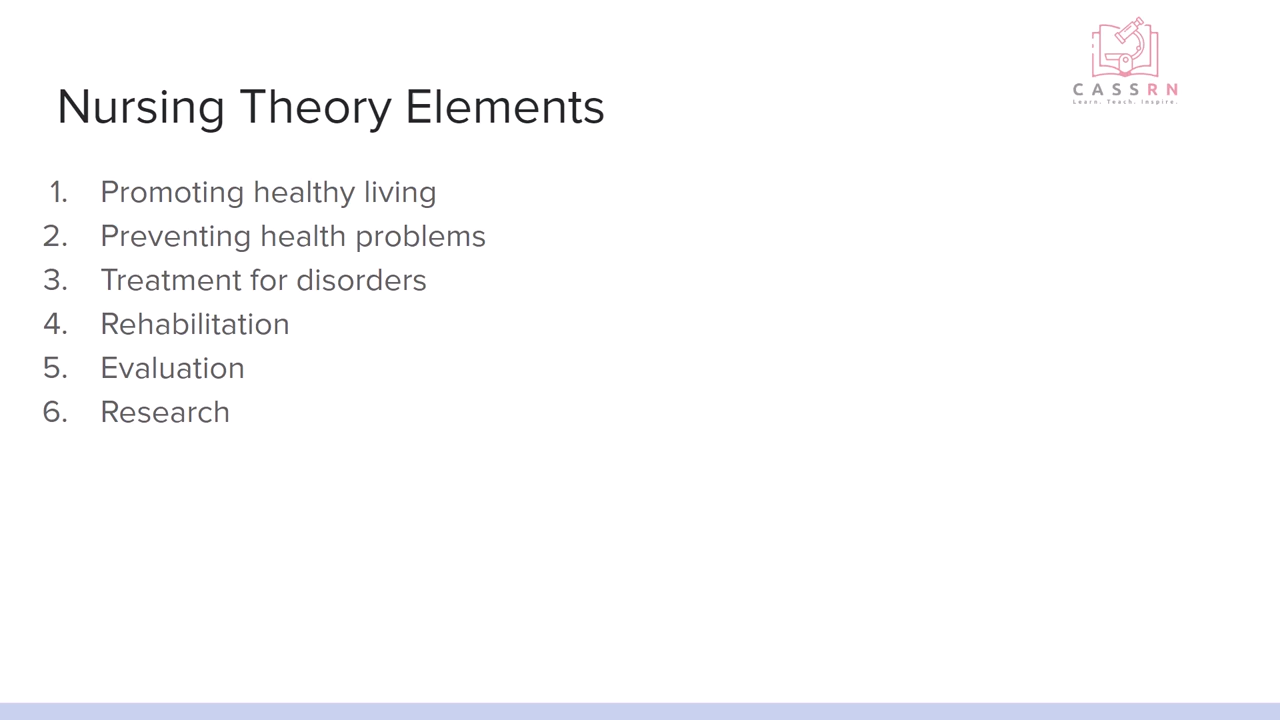 CASSRN
Learn. Teach. Inspire.
Nursing Theory Elements
1. Promoting healthy living
2. Preventing health problems
3. Treatment for disorders
4. Rehabilitation
5. Evaluation
6. Research